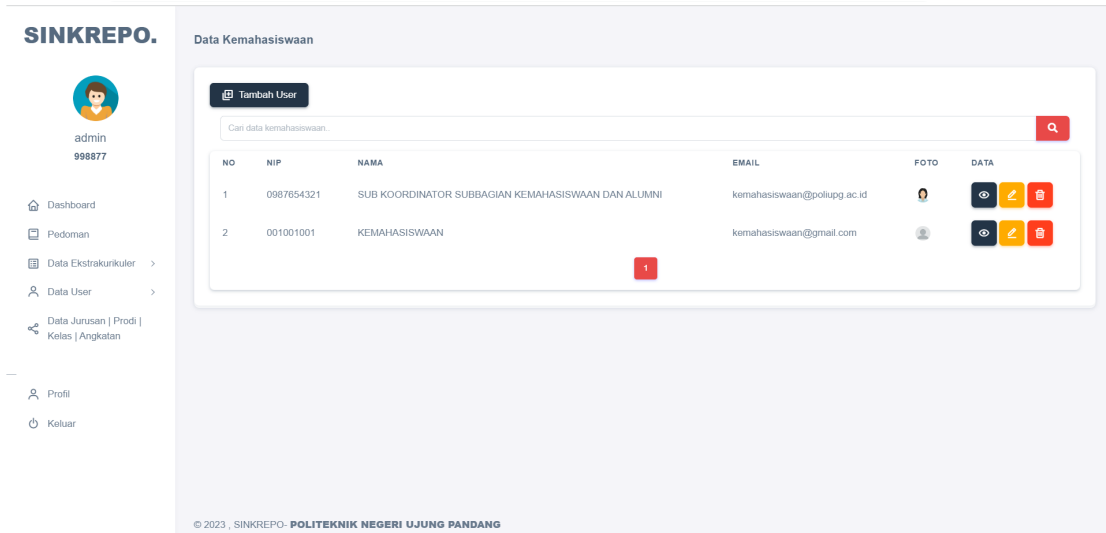 SINKREPO.
admin
998877
Dashboard
Pedoman
Data Ekstrakurikuler
Data User
Data Jurusan | Prodi |
Kelas | Angkatan
Profil
Keluar
Data Kemahasiswaan
Tambah User
Cari data kemahasiswaan..
NO NIP NAMA EMAIL FOTO DATA
1 0987654321 SUB KOORDINATOR SUBBAGIAN KEMAHASISWAAN DAN ALUMNI kemahasiswaan@poliupg.ac.id
2 001001001 KEMAHASISWAAN kemahasiswaan@gmail.com
1
© 2023 , SINKREPO- POLITEKNIK NEGERI UJUNG PANDANG